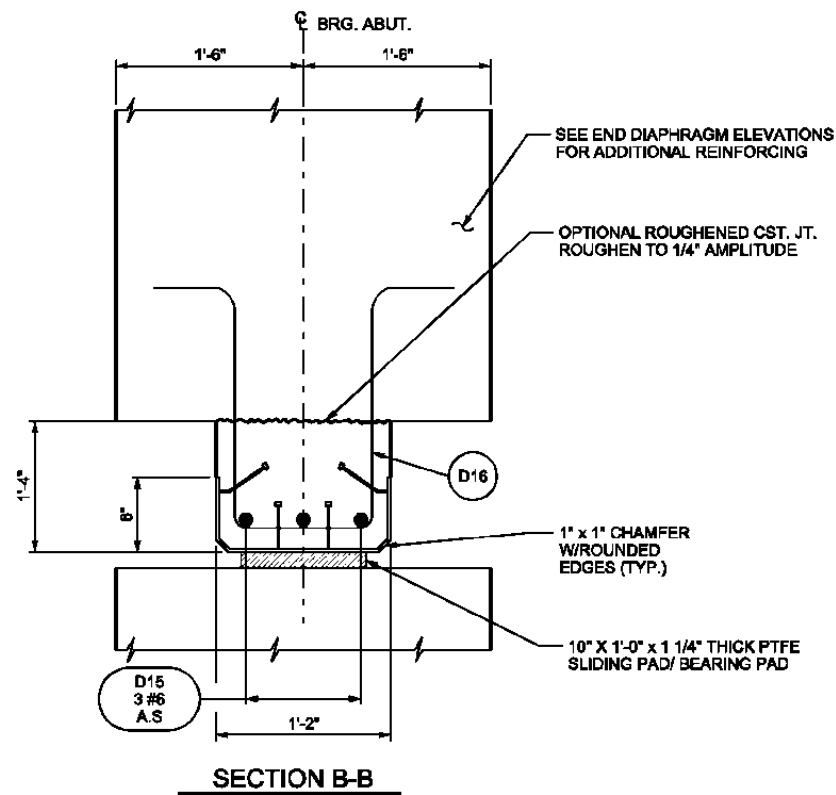 ℄ BRG. ABUT.
1'-6"
1'-6"
SEE END DIAPHRAGM ELEVATIONS
FOR ADDITIONAL REINFORCING
OPTIONAL ROUGHENED CST. JT.
ROUGHEN TO 1/4" AMPLITUDE
1'-4"
8"
D16
1" x 1" CHAMFER
W/ROUNDED
EDGES (TYP.)
10" X 1'-0" x 1 1/4" THICK PTFE
SLIDING PAD/ BEARING PAD
D15
3 #6
A.S
1'-2"
SECTION B-B